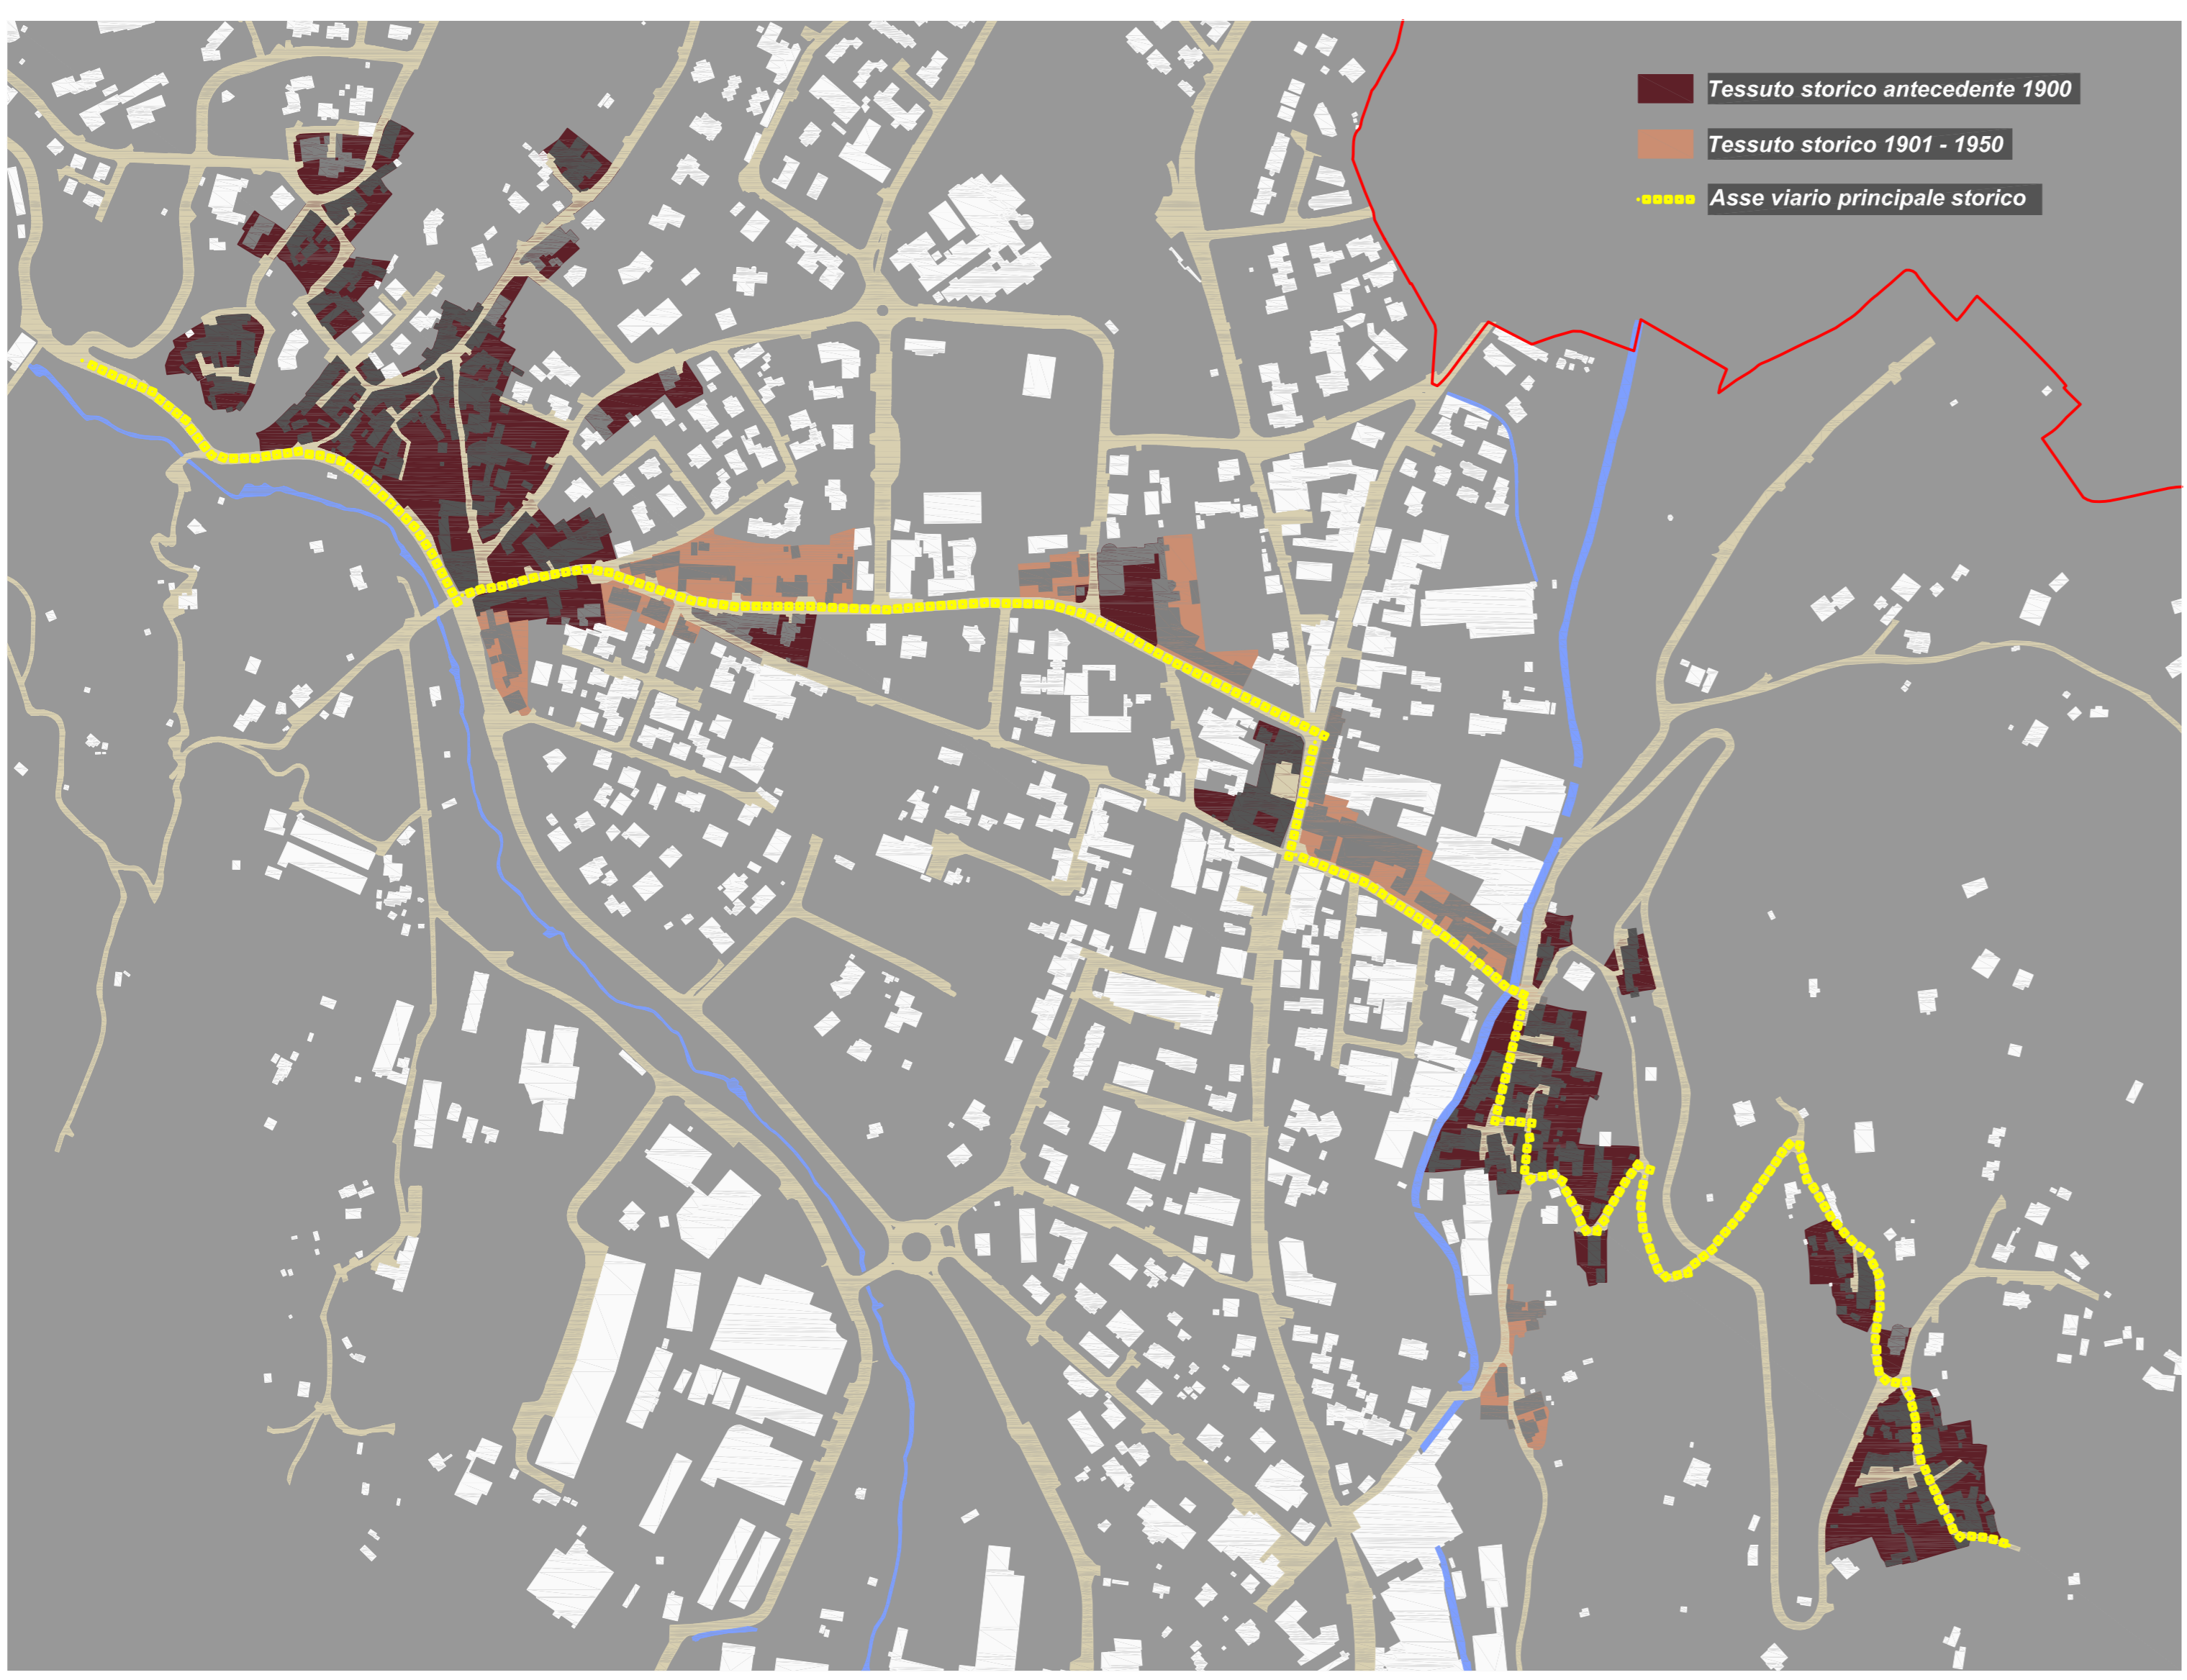 Tessuto storico antecedente 1900
Tessuto storico 1901 - 1950
Asse viario principale storico